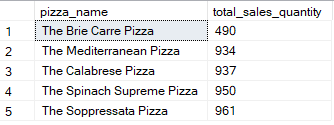 pizza_name total_sales_quantity
1 The Brie Carre Pizza 490
2 The Mediterranean Pizza 934
3 The Calabrese Pizza 937
4 The Spinach Supreme Pizza 950
5 The Soppressata Pizza 961